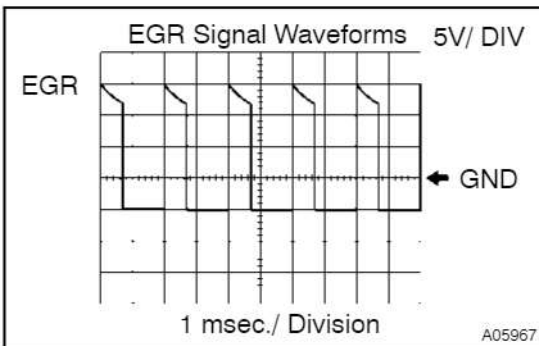 EGR Signal Waveforms 5V/ DIV
EGR
GND
1 msec./ Division
A05967